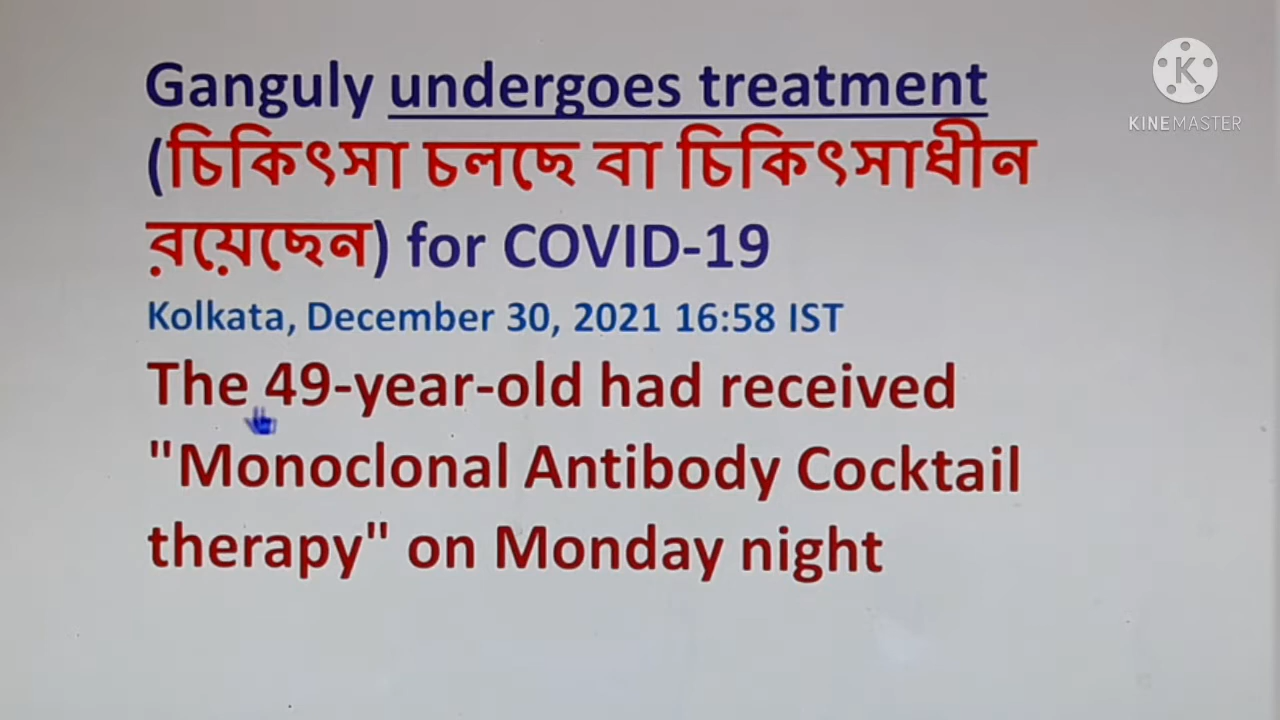 Ganguly undergoes treatment
(চিকিৎসা চলছে বা চিকিৎসাধীন
রয়েছেন) for COVID-19
Kolkata, December 30, 2021 16:58 IST
The 49-year-old had received
"Monoclonal Antibody Cocktail
therapy" on Monday night
K
KINEMASTER